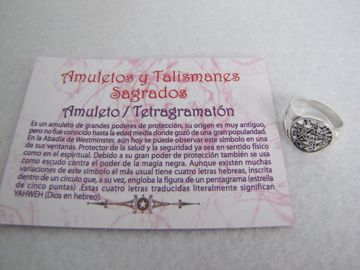 Amuletos y Talismanes
Sagrados
Amuleto / Tetragramatón
Es un amuleto de grandes poderes de protección, su origen es muy antiguo,
pero no fue conocido hasta la edad media donde gozó de una gran popularidad.
En la Abadía de Westminster, aún hoy se puede observar este símbolo en una
de sus ventanas. Protector de la salud y la seguridad ya sea en sentido físico
como en el espiritual. Debido a su gran poder de protección también se usa
como escudo contra el poder de la magia negra. Aunque existen muchas
variaciones de este símbolo el más usual tiene cuatro letras hebreas, inscrita
dentro de un círculo que, a su vez, engloba la figura de un pentagrama (estrella
de cinco puntas) .Estas cuatro letras traducidas literalmente significan
YAHWEH (Dios en hebreo).